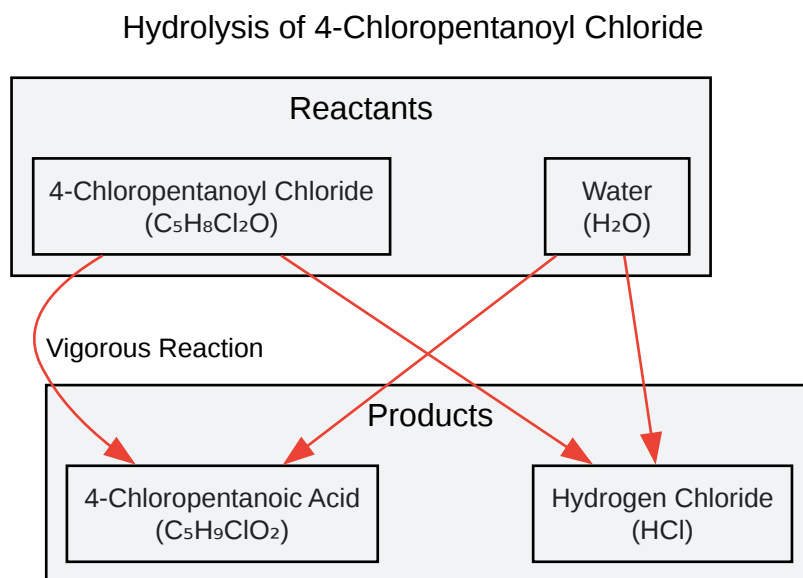 Hydrolysis of 4-Chloropentanoyl Chloride
Reactants
4-Chloropentanoyl Chloride
(C₅H₈Cl₂O)
Water
(H₂O)
Vigorous Reaction
Products
4-Chloropentanoic Acid
(C₅H₉ClO₂)
Hydrogen Chloride
(HCl)